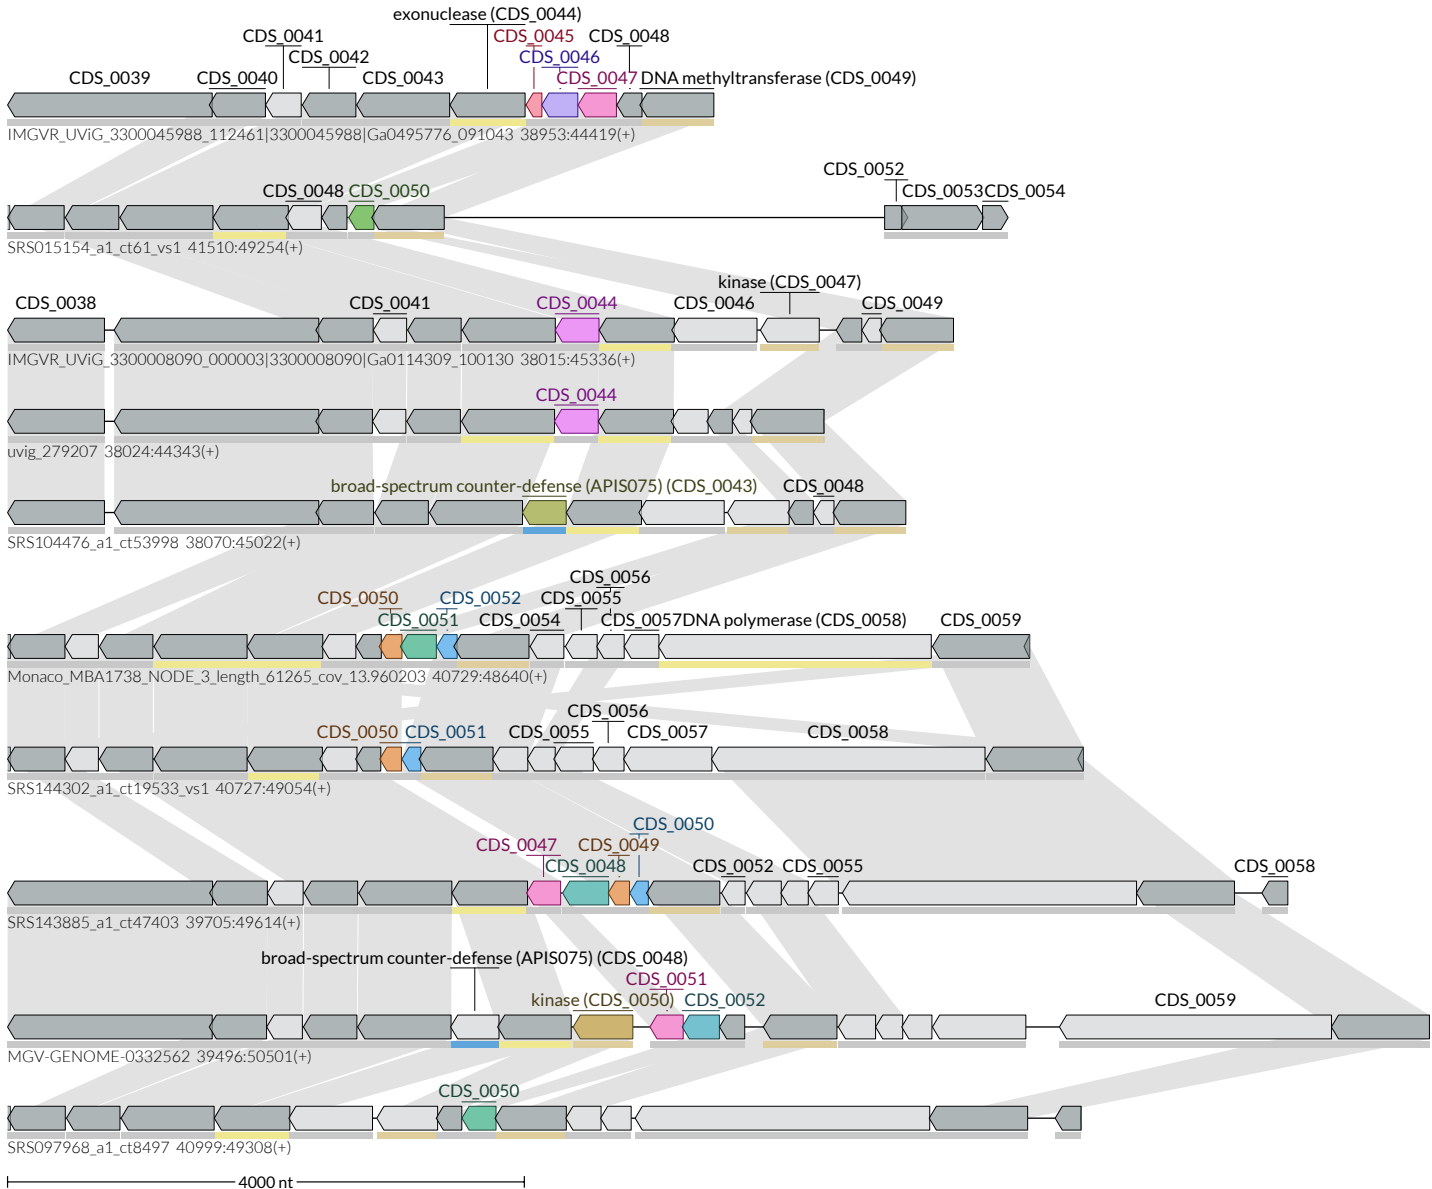 exonuclease (CDS_0044)
CDS_0041 CDS_0045 CDS_0048
CDS_0042 CDS_0046
CDS_0039 CDS_0040 CDS_0043 CDS_0047 DNA methyltransferase (CDS_0049)
IMGVR_UViG_3300045988_112461|3300045988|Ga0495776_091043 38953:44419(+)
CDS_0052
CDS_0048 CDS_0050 CDS_0053 CDS_0054
SRS015154_a1_ct61_vs1 41510:49254(+)
kinase (CDS_0047)
CDS_0038 CDS_0041 CDS_0044 CDS_0046 CDS_0049
IMGVR_UViG_3300008090_000003|3300008090|Ga0114309_100130 38015:45336(+)
CDS_0044
uvig_279207 38024:44343(+)
broad-spectrum counter-defense (APIS075) (CDS_0043) CDS_0048
SRS104476_a1_ct53998 38070:45022(+)
CDS_0056
CDS_0050 CDS_0052 CDS_0055
CDS_0051 CDS_0054 CDS_0057 DNA polymerase (CDS_0058) CDS_0059
Monaco_MBA1738_NODE_3_length_61265_cov_13.960203 40729:48640(+)
CDS_0056
CDS_0050 CDS_0051 CDS_0055 CDS_0057 CDS_0058
SRS144302_a1_ct19533_vs1 40727:49054(+)
CDS_0050
CDS_0047 CDS_0049
CDS_0048 CDS_0052 CDS_0055 CDS_0058
SRS143885_a1_ct47403 39705:49614(+)
broad-spectrum counter-defense (APIS075) (CDS_0048)
CDS_0051
kinase (CDS_0050) CDS_0052 CDS_0059
MGV-GENOME-0332562 39496:50501(+)
CDS_0050
SRS097968_a1_ct8497 40999:49308(+)
4000 nt